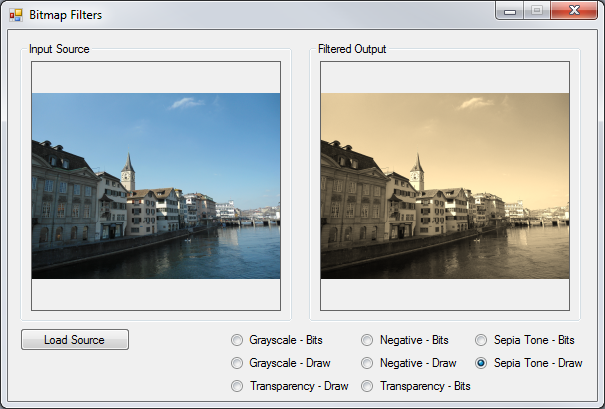 Bitmap Filters
Input Source
Filtered Output
Load Source
Grayscale - Bits
Negative - Bits
Sepia Tone - Bits
Grayscale - Draw
Negative - Draw
Sepia Tone - Draw
Transparency - Draw
Transparency - Bits